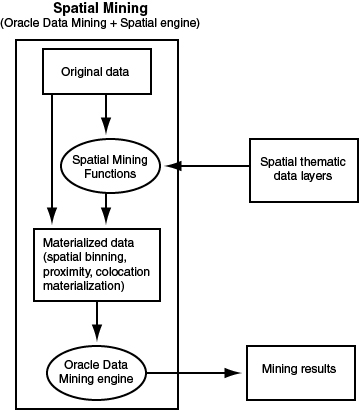 Spatial Mining
(Oracle Data Mining + Spatial engine)
Original data
Spatial Mining
Functions
Spatial thematic
data layers
Materialized data
(spatial binning,
proximity, colocation
materialization)
Oracle Data
Mining engine
Mining results